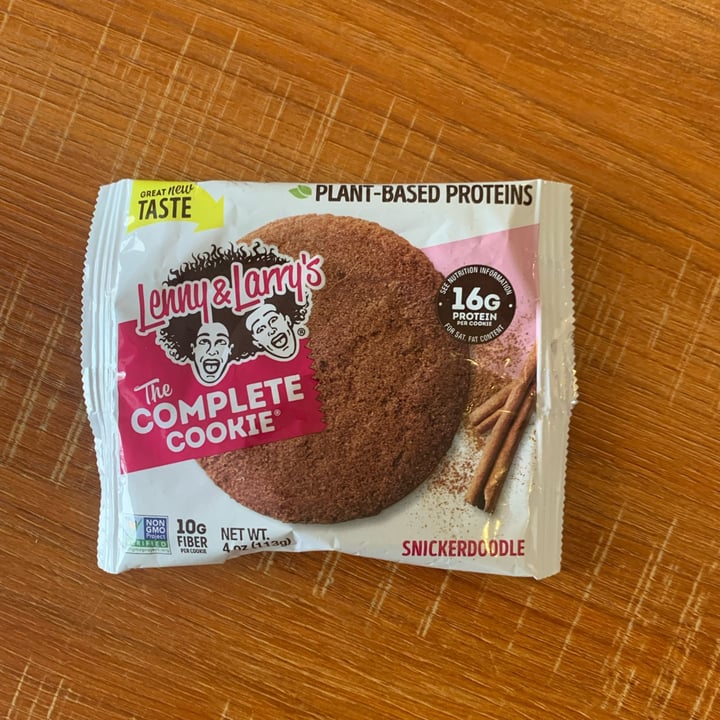 GREAT new
TASTE
PLANT-BASED PROTEINS
Lenny & Larry's®
The
COMPLETE
COOKIE®
SEE NUTRITION INFORMATION
16G
PROTEIN
PER COOKIE
FOR SAT. FAT CONTENT
NON
GMO
Project
VERIFIED
10G
FIBER
PER COOKIE
NET WT.
4 OZ (113g)
SNICKERDOODLE